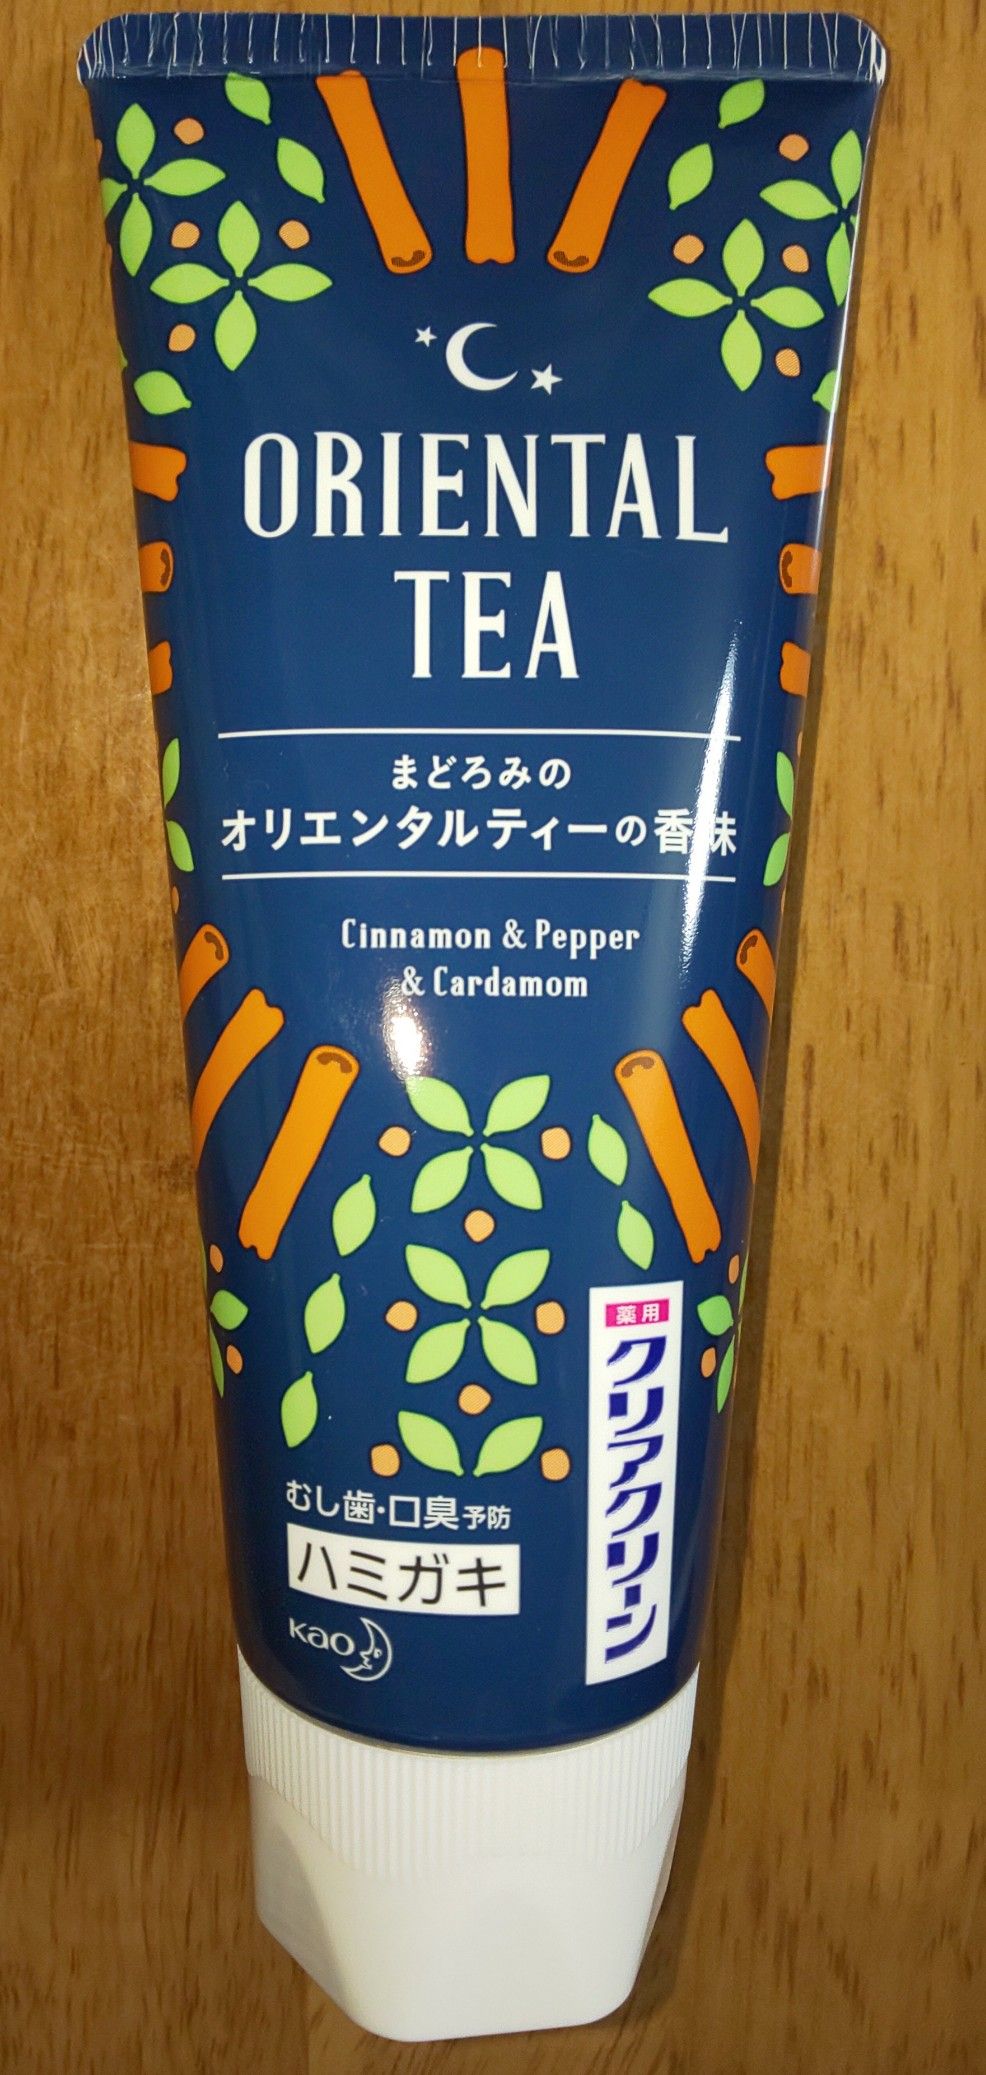 ORIENTAL
TEA
まどろみの
オリエンタルティーの香味
Cinnamon & Pepper
& Cardamom
薬用
クリアクリーン
むし歯・口臭予防
ハミガキ
Kao